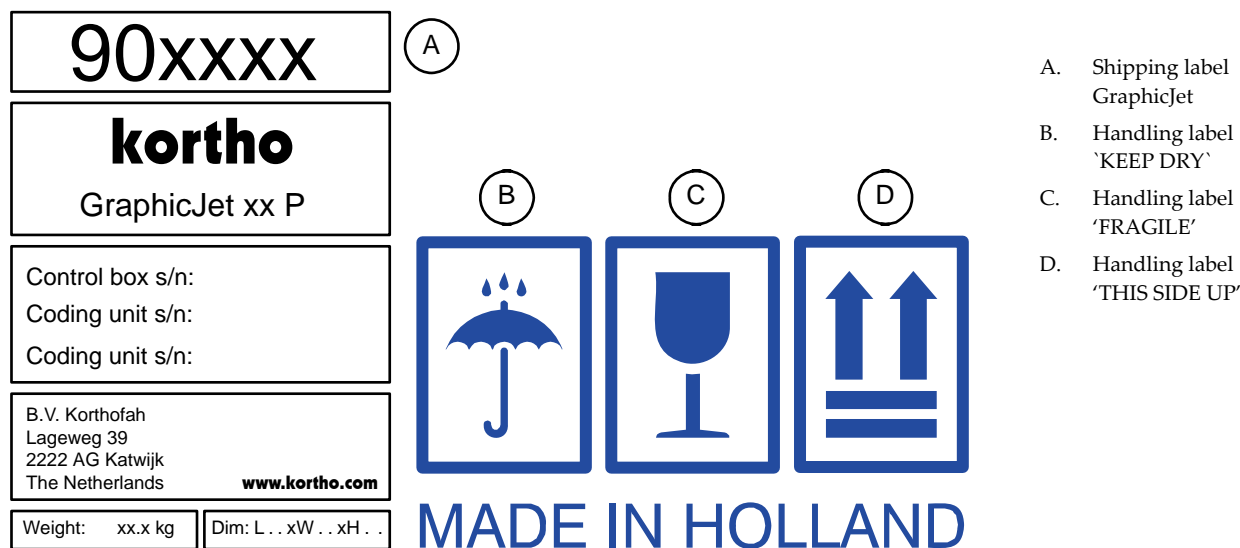 90xxxx
A
kortho
GraphicJet xx P
Control box s/n:
Coding unit s/n:
Coding unit s/n:
B.V. Korthofah
Lageweg 39
2222 AG Katwijk
The Netherlands www.kortho.com
Weight: xx.x kg Dim: L . . xW . . xH . .
B C D
MADE IN HOLLAND
A. Shipping label
GraphicJet
B. Handling label
`KEEP DRY`
C. Handling label
‘FRAGILE’
D. Handling label
‘THIS SIDE UP’